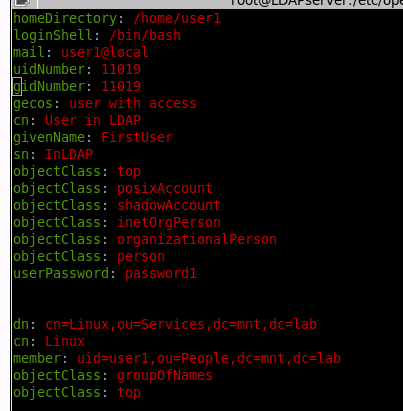 root@LDAPserver:/etc/ope
homeDirectory: /home/user1
loginShell: /bin/bash
mail: user1@local
uidNumber: 11019
gidNumber: 11019
gecos: user with access
cn: User in LDAP
givenName: FirstUser
sn: InLDAP
objectClass: top
objectClass: posixAccount
objectClass: shadowAccount
objectClass: inetOrgPerson
objectClass: organizationalPerson
objectClass: person
userPassword: password1
dn: cn=Linux,ou=Services,dc=mnt,dc=lab
cn: Linux
member: uid=user1,ou=People,dc=mnt,dc=lab
objectClass: groupOfNames
objectClass: top